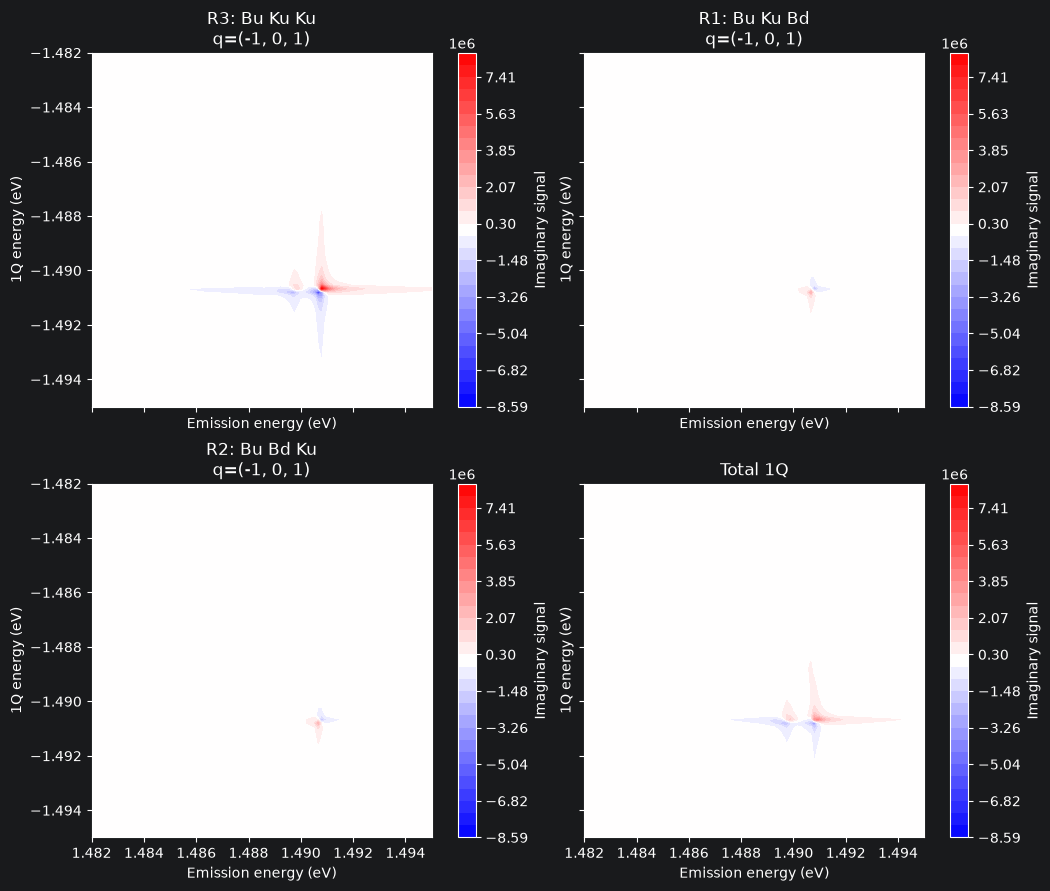 R3: Bu Ku Ku
q=(-1, 0, 1)
1e6
−1.482
−1.484
−1.486
−1.488
−1.490
−1.492
−1.494
1Q energy (eV)
Emission energy (eV)
7.41
5.63
3.85
2.07
0.30
−1.48
−3.26
−5.04
−6.82
−8.59
Imaginary signal
R1: Bu Ku Bd
q=(-1, 0, 1)
1e6
1Q energy (eV)
Emission energy (eV)
7.41
5.63
3.85
2.07
0.30
−1.48
−3.26
−5.04
−6.82
−8.59
Imaginary signal
R2: Bu Bd Ku
q=(-1, 0, 1)
1e6
−1.482
−1.484
−1.486
−1.488
−1.490
−1.492
−1.494
1Q energy (eV)
1.482 1.484 1.486 1.488 1.490 1.492 1.494
Emission energy (eV)
7.41
5.63
3.85
2.07
0.30
−1.48
−3.26
−5.04
−6.82
−8.59
Imaginary signal
Total 1Q
1e6
1Q energy (eV)
1.482 1.484 1.486 1.488 1.490 1.492 1.494
Emission energy (eV)
7.41
5.63
3.85
2.07
0.30
−1.48
−3.26
−5.04
−6.82
−8.59
Imaginary signal